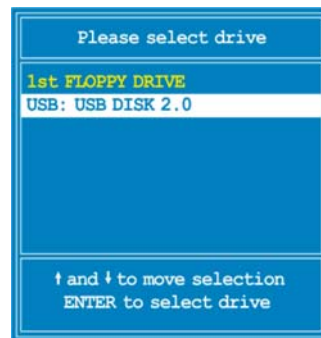 Please select drive
1st FLOPPY DRIVE
USB: USB DISK 2.0
↑ and ↓ to move selection
ENTER to select drive